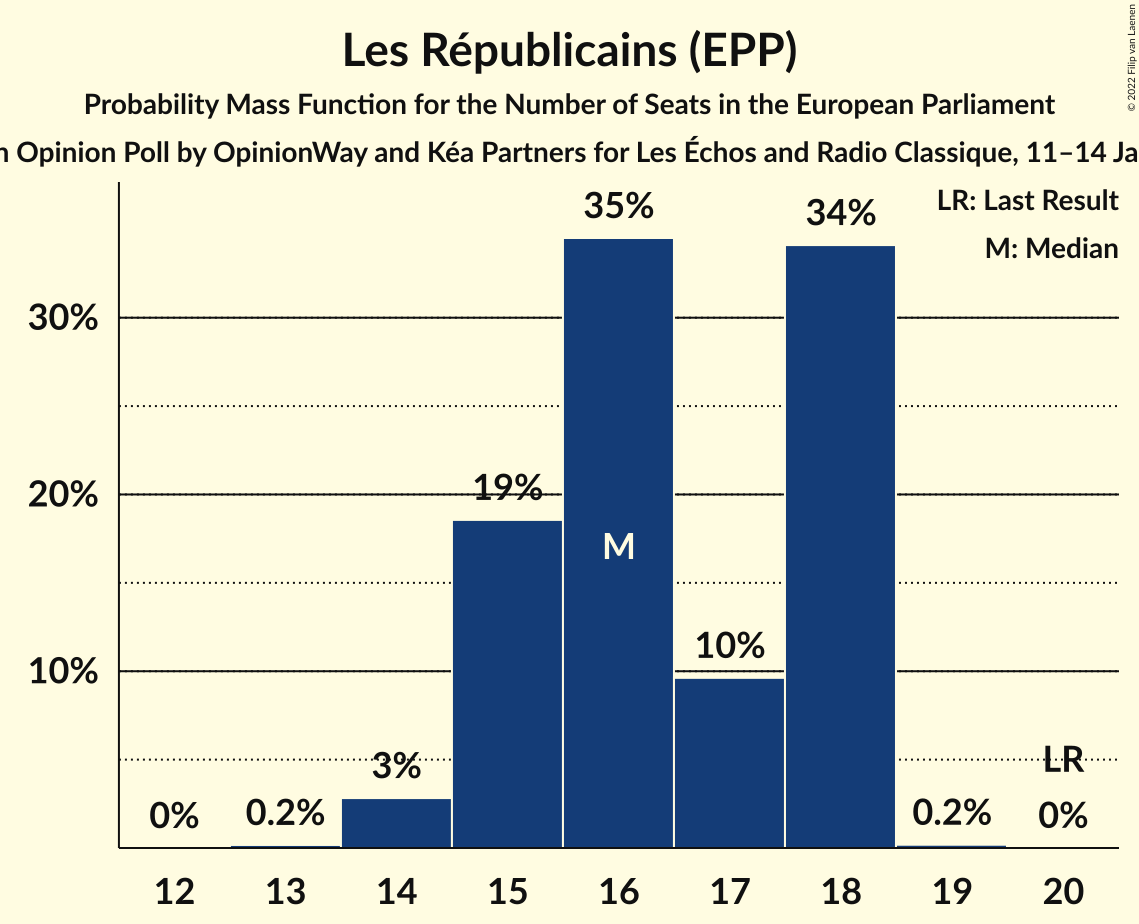 Les Républicains (EPP)
Probability Mass Function for the Number of Seats in the European Parliament
Opinion Poll by OpinionWay and Kéa Partners for Les Échos and Radio Classique, 11–14
© 2022 Filip van Laenen
LR: Last Result
M: Median
35%
34%
30%
20%
19%
M
10%
10%
3%
LR
0%
0.2%
0.2%
0%
12 13 14 15 16 17 18 19 20